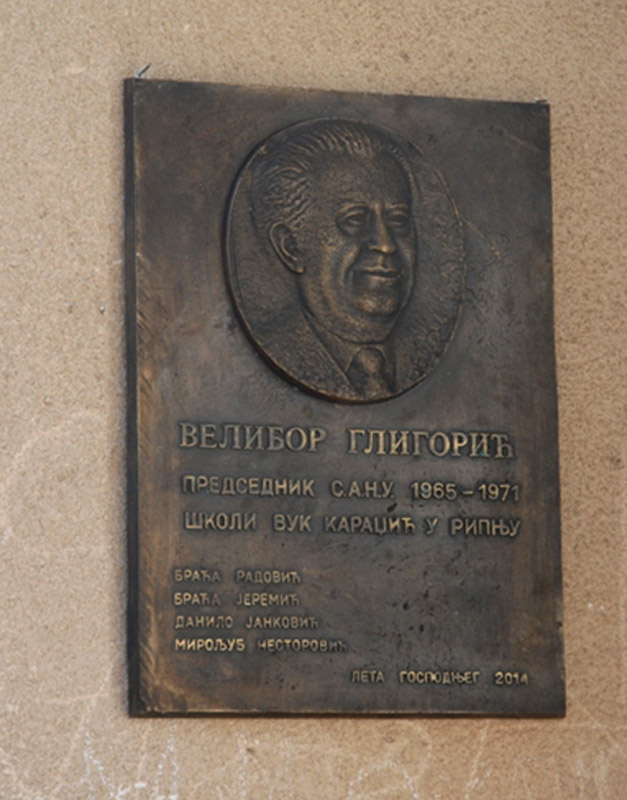 ВЕЛИБОР ГЛИГОРИЋ
ПРЕДСЕДНИК С.А.Н.У. 1965-1971
ШКОЛИ ВУК КАРАЏИЋ У РИПЊУ
БРАЋА РАДОВИЋ
БРАЋА ЈЕРЕМИЋ
ДАНИЛО ЈАНКОВИЋ
МИРОЉУБ НЕСТОРОВИЋ
ЛЕТА ГОСПОДЊЕГ 2014